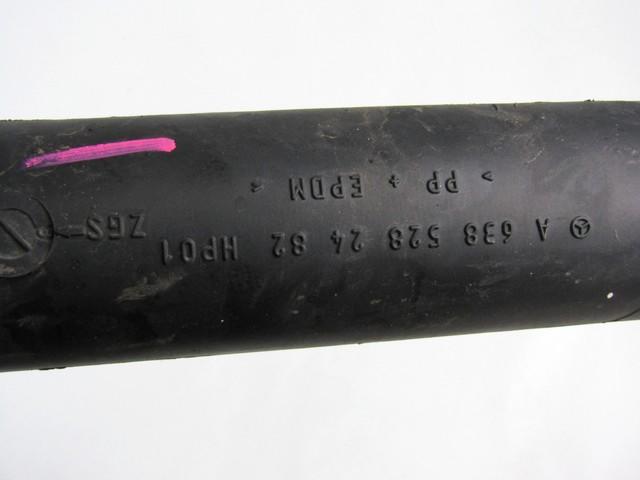 A 638 528 24 82 HP01
ZGS-
> PP + EPDM <